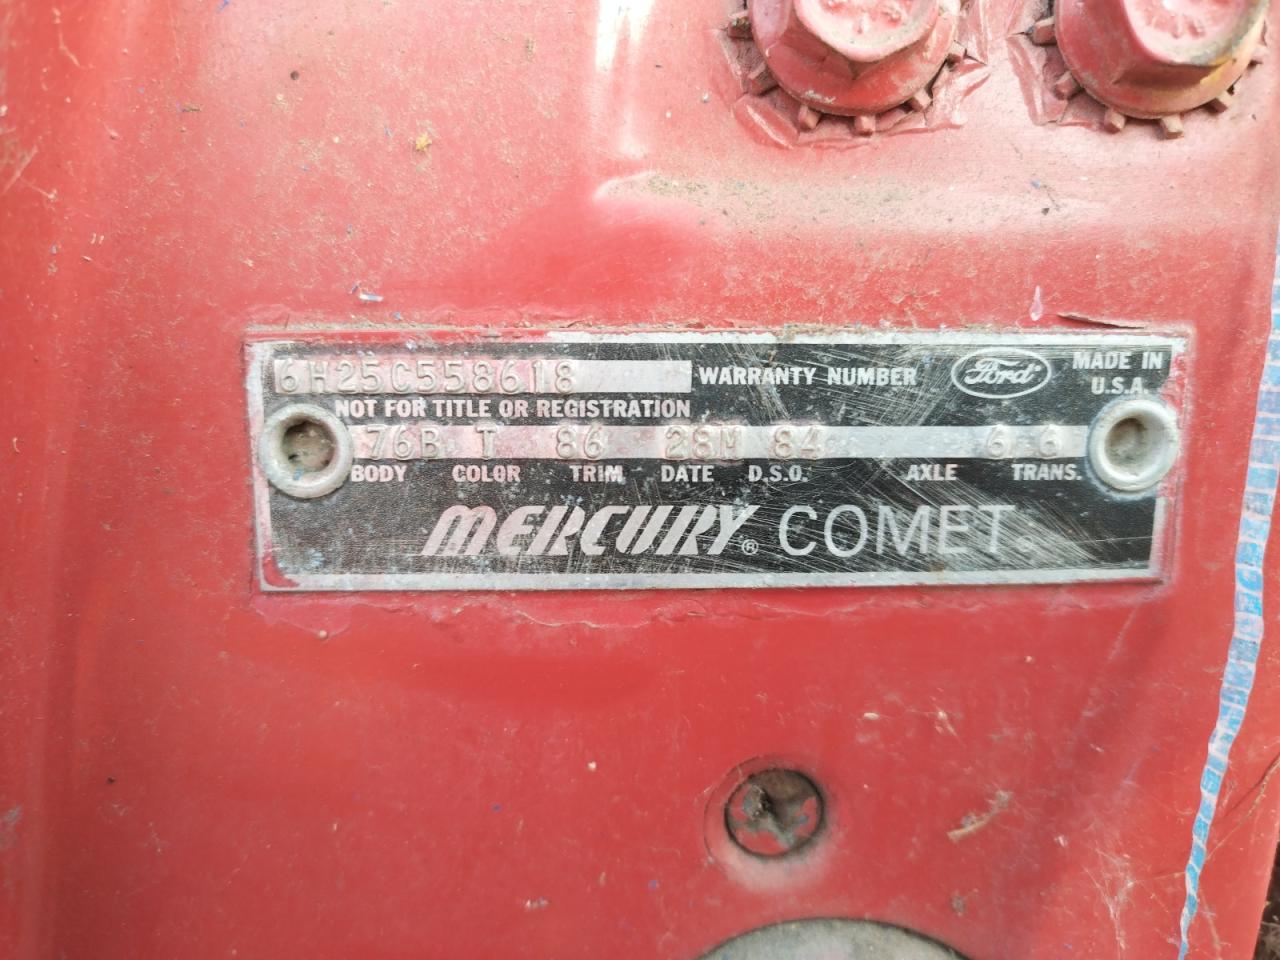 6H25C558618 WARRANTY NUMBER Ford MADE IN U.S.A.
NOT FOR TITLE OR REGISTRATION
76B T 86 28M 84 6 6
BODY COLOR TRIM DATE D.S.O. AXLE TRANS.
MERCURY® COMET